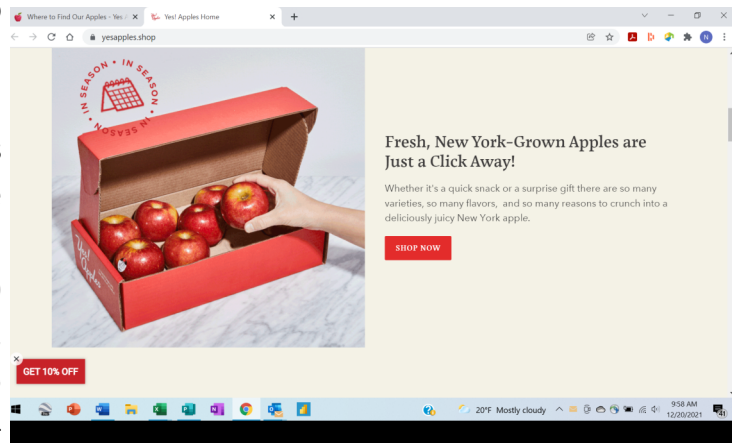 Where to Find Our Apples - Yes
Yes! Apples Home
yesapples.shop
N
IN SEASON • IN SEASON • IN SEASON
Fresh, New York-Grown Apples are
Just a Click Away!
Whether it's a quick snack or a surprise gift there are so many
varieties, so many flavors, and so many reasons to crunch into a
deliciously juicy New York apple.
SHOP NOW
Yes!
Apples
GET 10% OFF
20°F Mostly cloudy
9:58 AM
12/20/2021
41